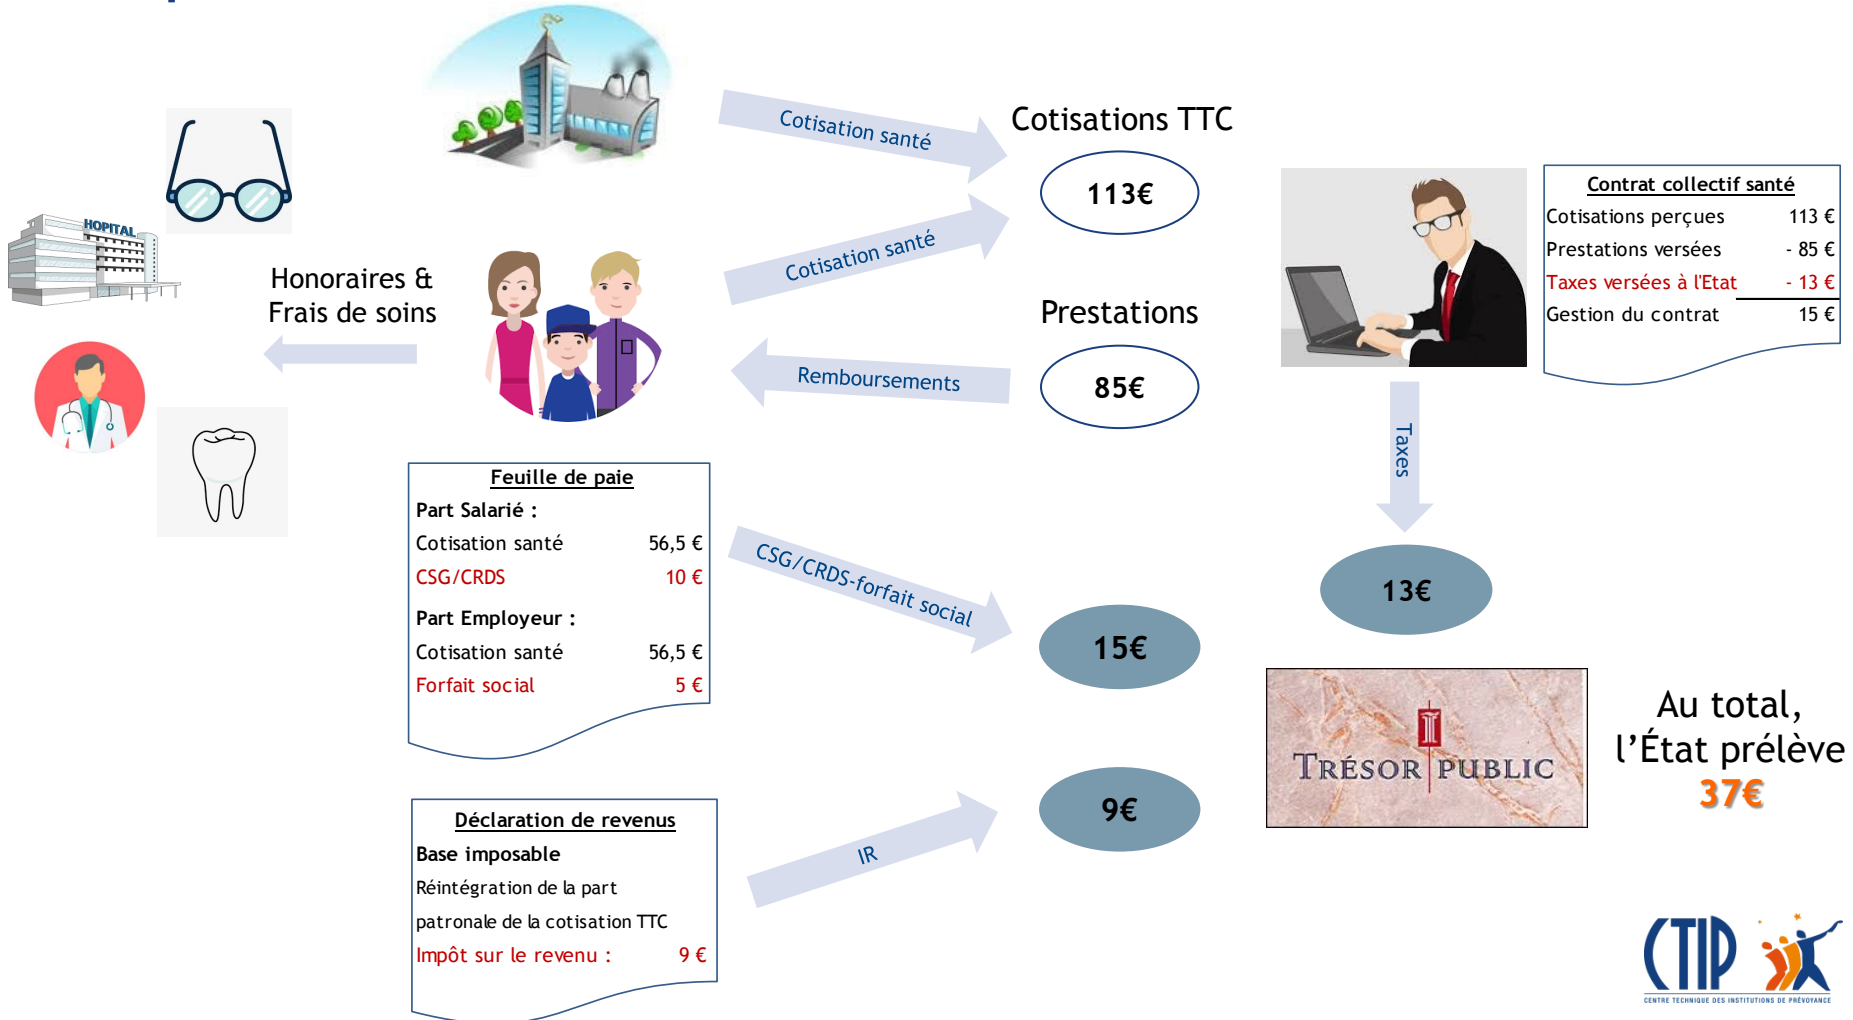 HOPITAL
Honoraires &
Frais de soins
Cotisation santé
Cotisation santé
Remboursements
Cotisations TTC
113€
Prestations
85€
Contrat collectif santé
Cotisations perçues 113 €
Prestations versées - 85 €
Taxes versées à l'Etat - 13 €
Gestion du contrat 15 €
Taxes
13€
Feuille de paie
Part Salarié :
Cotisation santé 56,5 €
CSG/CRDS 10 €
Part Employeur :
Cotisation santé 56,5 €
Forfait social 5 €
CSG/CRDS-forfait social
15€
Déclaration de revenus
Base imposable
Réintégration de la part
patronale de la cotisation TTC
Impôt sur le revenu : 9 €
IR
9€
TRÉSOR PUBLIC
Au total,
l’État prélève
37€
CTIP
CENTRE TECHNIQUE DES INSTITUTIONS DE PRÉVOYANCE